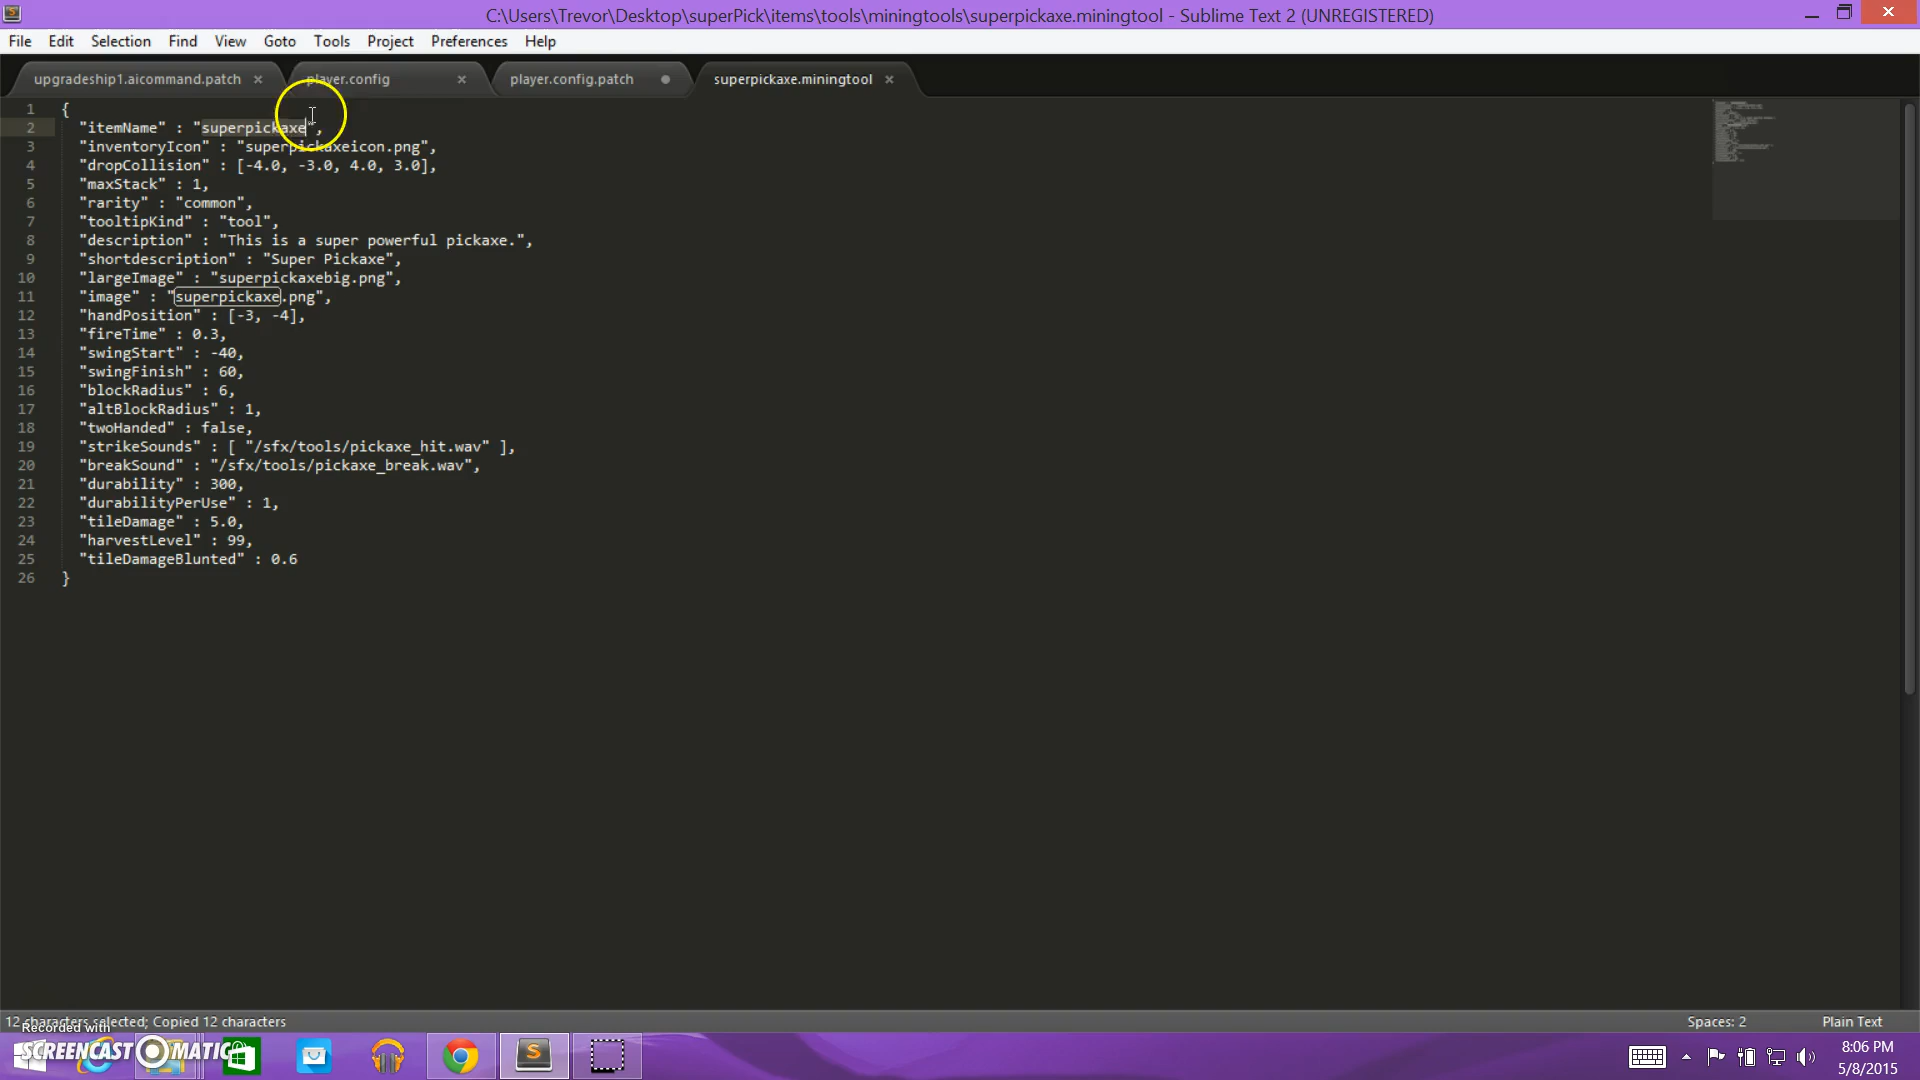 C:\Users\Trevor\Desktop\superPick\items\tools\miningtools\superpickaxe.miningtool - Sublime Text 2 (UNREGISTERED)
File Edit Selection Find View Goto Tools Project Preferences Help
upgradeship1.aicommand.patch player.config player.config.patch superpickaxe.miningtool
1 {
2 "itemName" : "superpickaxe",
3 "inventoryIcon" : "superpickaxeicon.png",
4 "dropCollision" : [-4.0, -3.0, 4.0, 3.0],
5 "maxStack" : 1,
6 "rarity" : "common",
7 "tooltipKind" : "tool",
8 "description" : "This is a super powerful pickaxe.",
9 "shortdescription" : "Super Pickaxe",
10 "largeImage" : "superpickaxebig.png",
11 "image" : "superpickaxe.png",
12 "handPosition" : [-3, -4],
13 "fireTime" : 0.3,
14 "swingStart" : -40,
15 "swingFinish" : 60,
16 "blockRadius" : 6,
17 "altBlockRadius" : 1,
18 "twoHanded" : false,
19 "strikeSounds" : [ "/sfx/tools/pickaxe_hit.wav" ],
20 "breakSound" : "/sfx/tools/pickaxe_break.wav",
21 "durability" : 300,
22 "durabilityPerUse" : 1,
23 "tileDamage" : 5.0,
24 "harvestLevel" : 99,
25 "tileDamageBlunted" : 0.6
26 }
12 characters selected; Copied 12 characters Spaces: 2 Plain Text
Recorded with
SCREENCAST MATIC
8:06 PM
5/8/2015